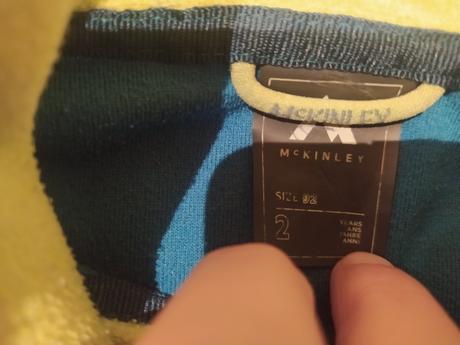 McKINLEY
McKINLEY
SIZE 92
2
YEARS
ANS
JAHRE
ANNI